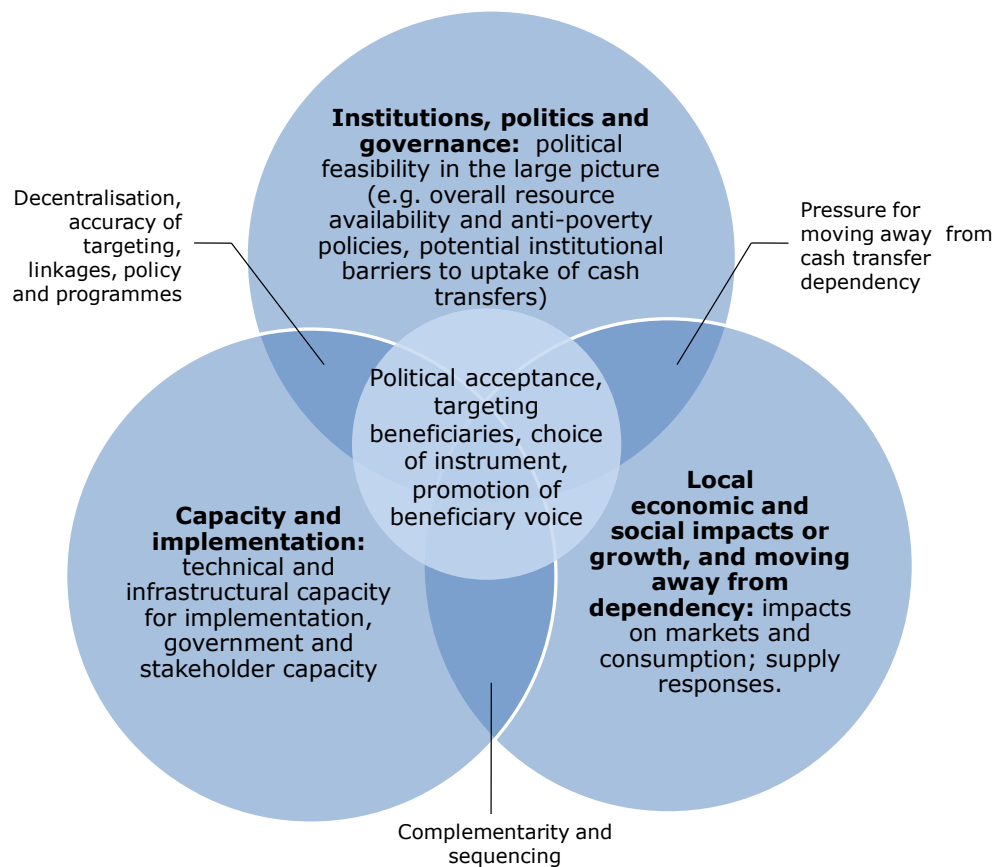 Institutions, politics and
governance: political
feasibility in the large picture
(e.g. overall resource
availability and anti-poverty
policies, potential institutional
barriers to uptake of cash
transfers)
Decentralisation,
accuracy of
targeting,
linkages, policy
and programmes
Pressure for
moving away from
cash transfer
dependency
Political acceptance,
targeting
beneficiaries, choice
of instrument,
promotion of
beneficiary voice
Capacity and
implementation:
technical and
infrastructural capacity
for implementation,
government and
stakeholder capacity
Local
economic and
social impacts or
growth, and moving
away from
dependency: impacts
on markets and
consumption; supply
responses.
Complementarity and
sequencing